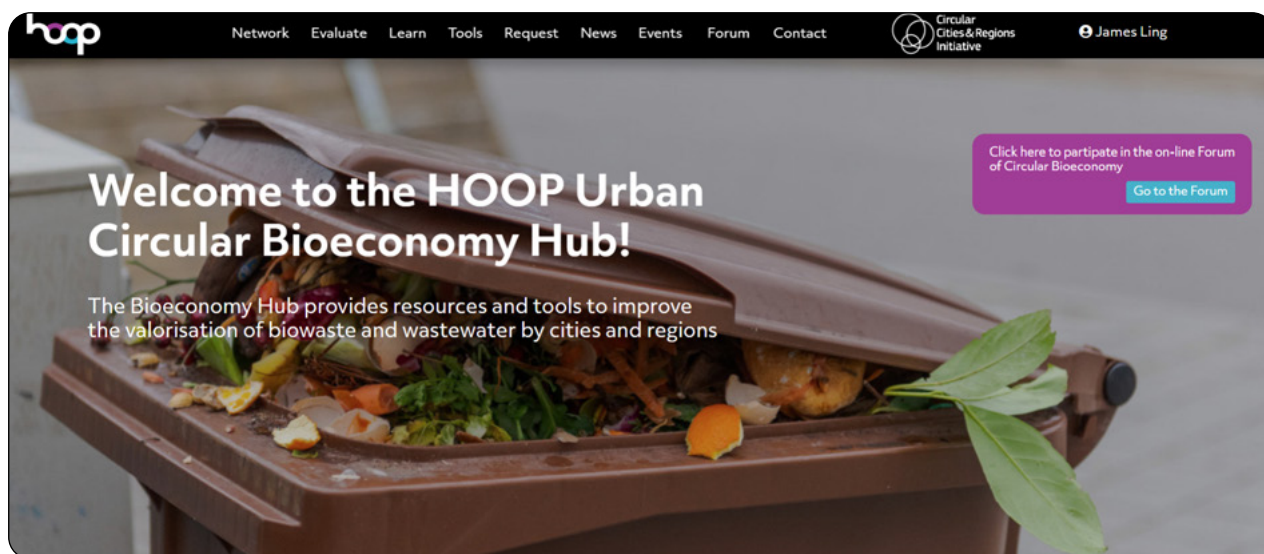 hoop
Network Evaluate Learn Tools Request News Events Forum Contact
Circular
Cities & Regions
Initiative
James Ling
Click here to partipate in the on-line Forum
of Circular Bioeconomy
Go to the Forum
Welcome to the HOOP Urban
Circular Bioeconomy Hub!
The Bioeconomy Hub provides resources and tools to improve
the valorisation of biowaste and wastewater by cities and regions